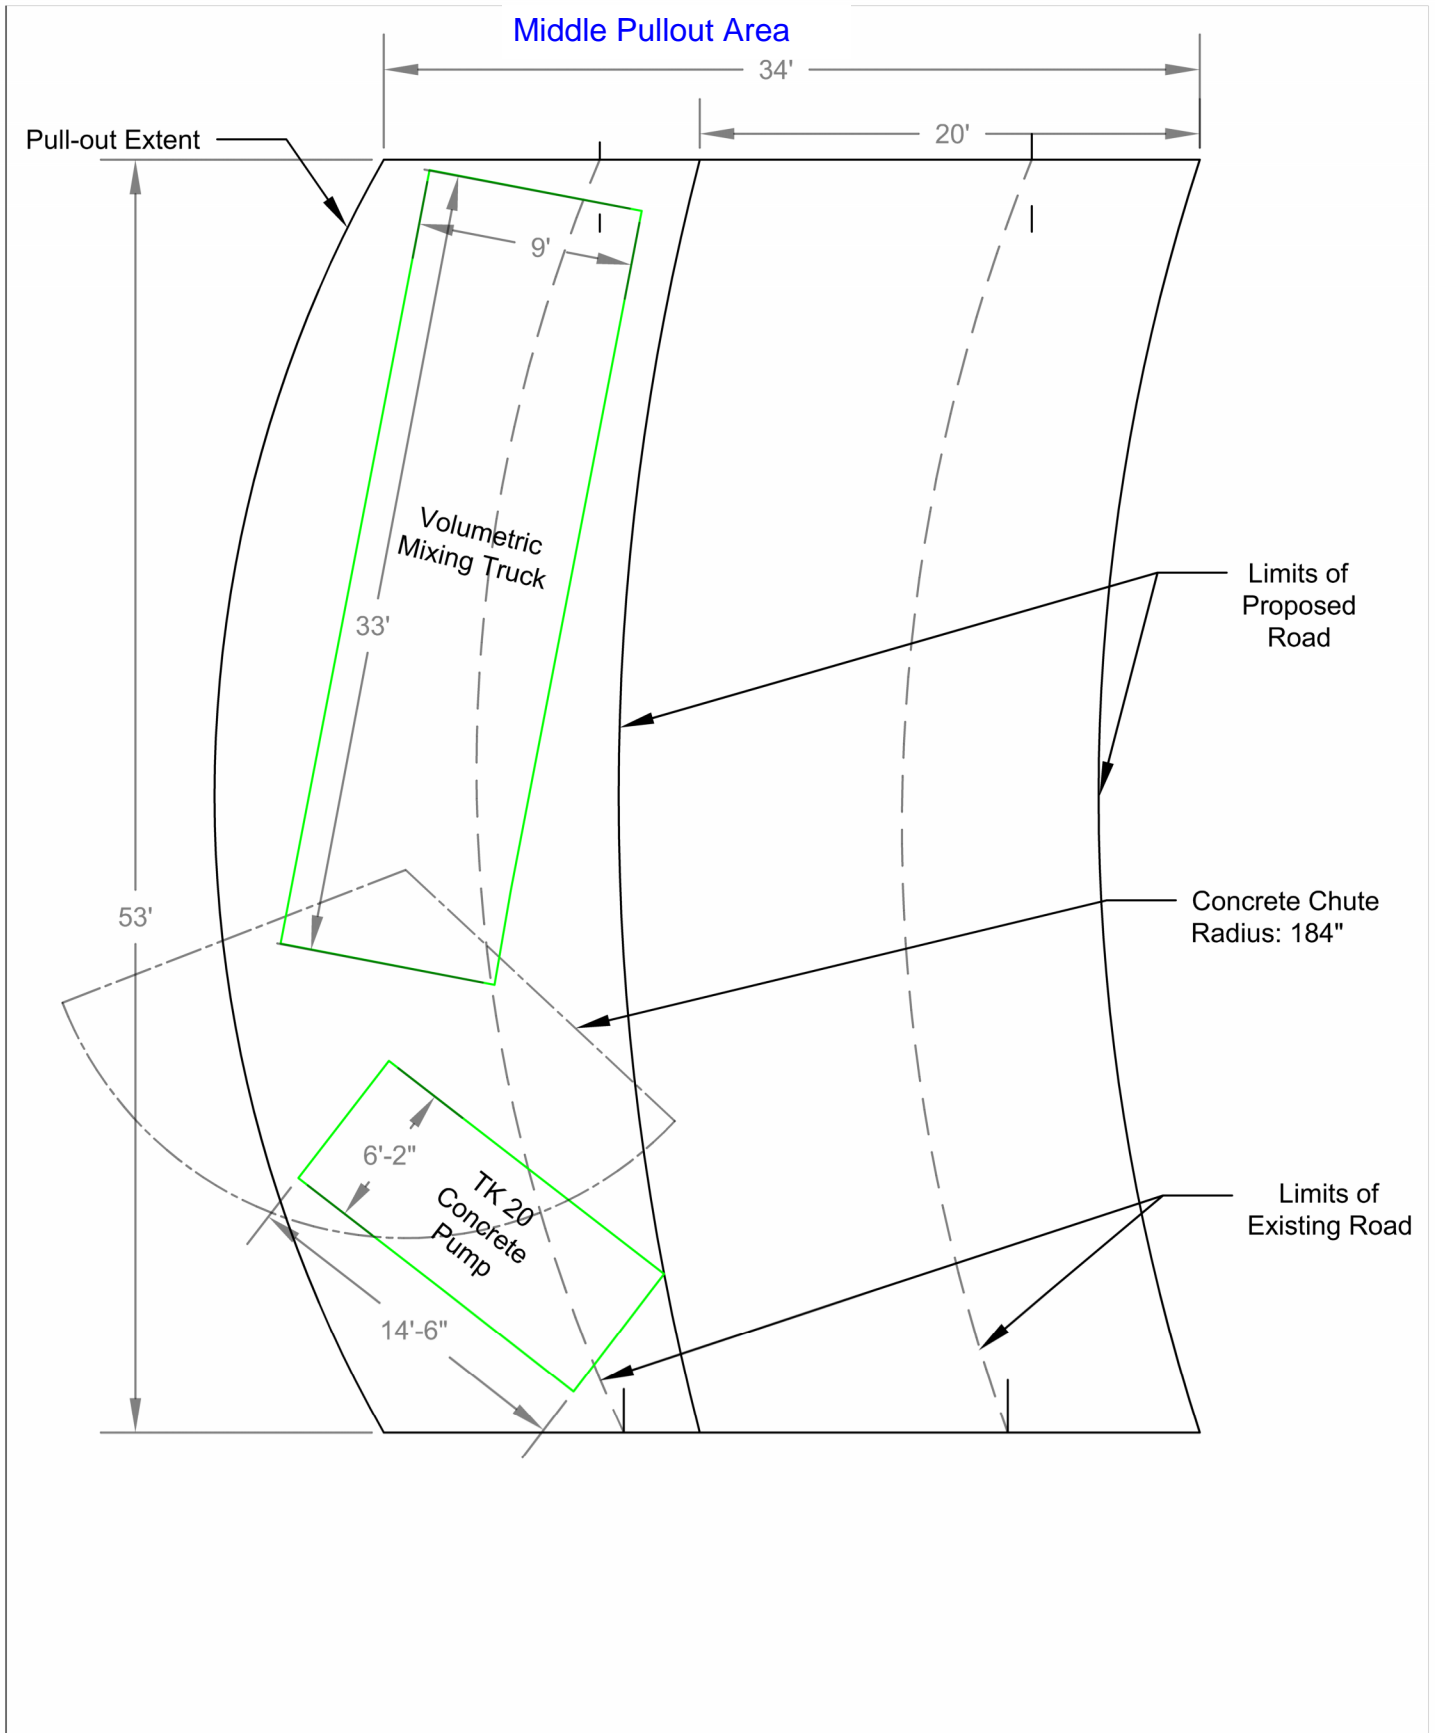 Middle Pullout Area
34'
20'
Pull-out Extent
9'
Volumetric
Mixing Truck
33'
Limits of
Proposed
Road
53'
Concrete Chute
Radius: 184"
6'-2"
TK 20
Concrete
Pump
Limits of
Existing Road
14'-6"